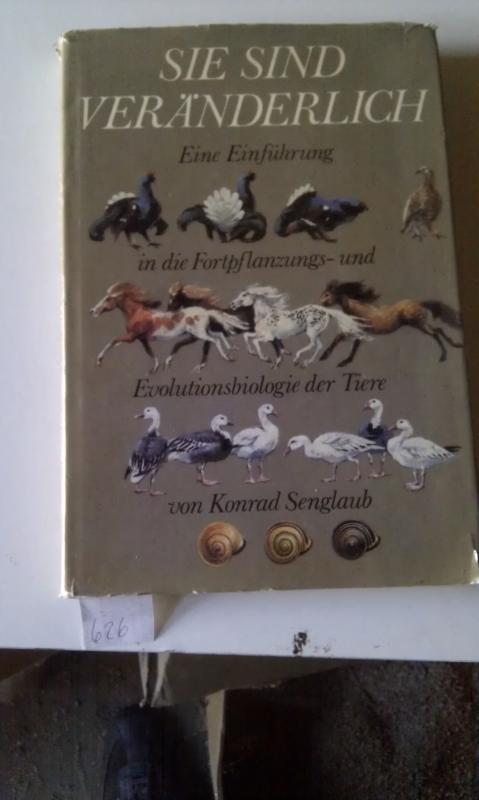 SIE SIND
VERÄNDERLICH
Eine Einführung
in die Fortpflanzungs- und
Evolutionsbiologie der Tiere
von Konrad Senglaub
626